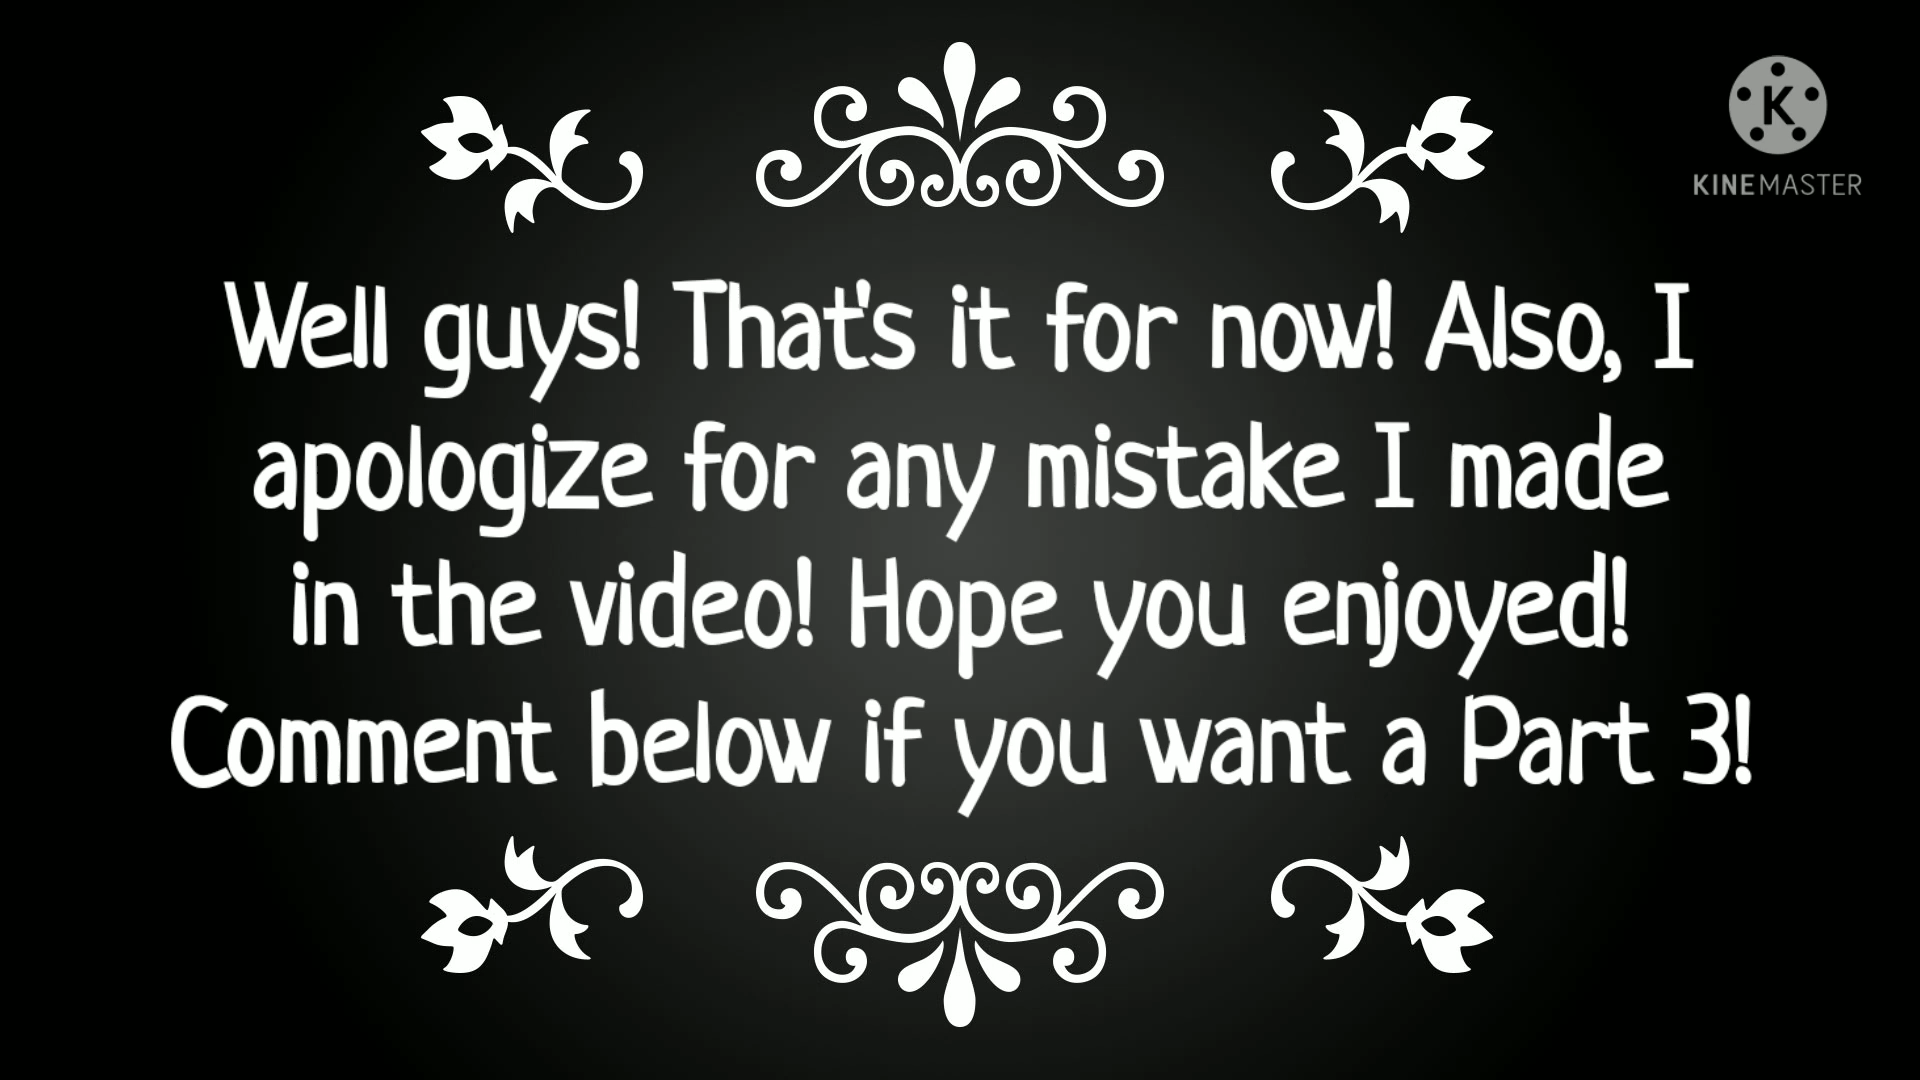 K
KINEMASTER
Well guys! That's it for now! Also, I
apologize for any mistake I made
in the video! Hope you enjoyed!
Comment below if you want a Part 3!